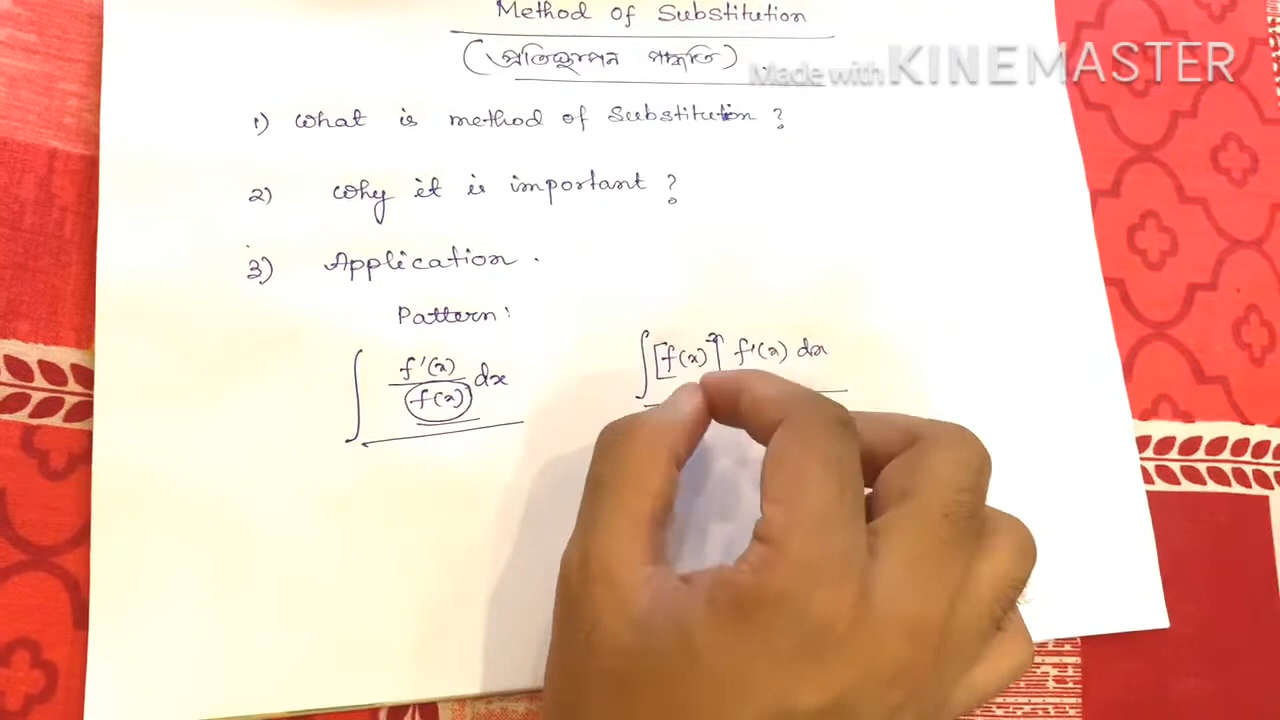 Method of Substitution
(প্রতিস্থাপন পদ্ধতি).
Made with KINEMASTER
1) What is method of Substitution ?
2) Why it is important ?
3) Application .
Pattern:
∫ f'(x)/f(x) dx
∫ [f(x)]ⁿ f'(x) dx